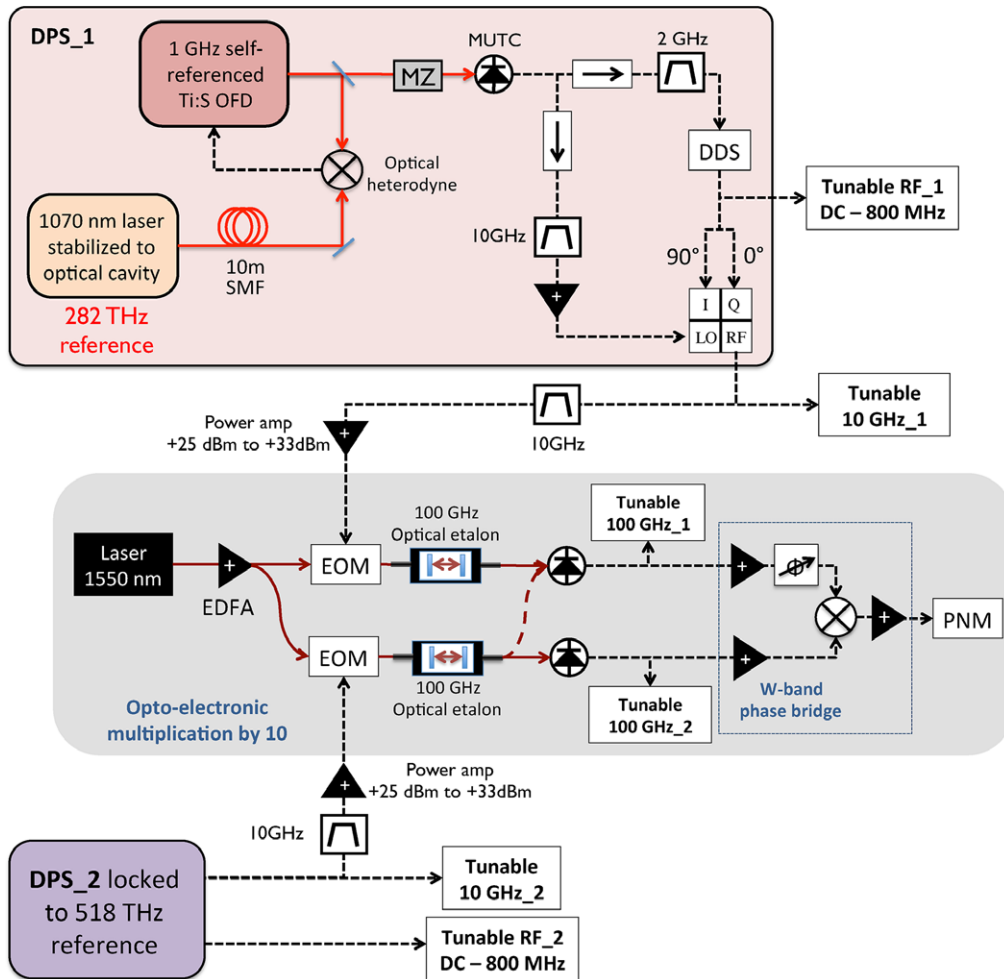 DPS_1
1 GHz self-
referenced
Ti:S OFD
MZ
MUTC
2 GHz
DDS
Optical
heterodyne
Tunable RF_1
DC – 800 MHz
1070 nm laser
stabilized to
optical cavity
10m
SMF
282 THz
reference
10GHz
90°
0°
I
Q
LO
RF
+
Tunable
10 GHz_1
10GHz
Power amp
+25 dBm to +33dBm
+
Laser
1550 nm
+
EDFA
EOM
100 GHz
Optical etalon
Tunable
100 GHz_1
+
ϕ
+
PNM
EOM
100 GHz
Optical etalon
+
Tunable
100 GHz_2
W-band
phase bridge
Opto-electronic
multiplication by 10
+
Power amp
+25 dBm to +33dBm
10GHz
DPS_2 locked
to 518 THz
reference
Tunable
10 GHz_2
Tunable RF_2
DC – 800 MHz